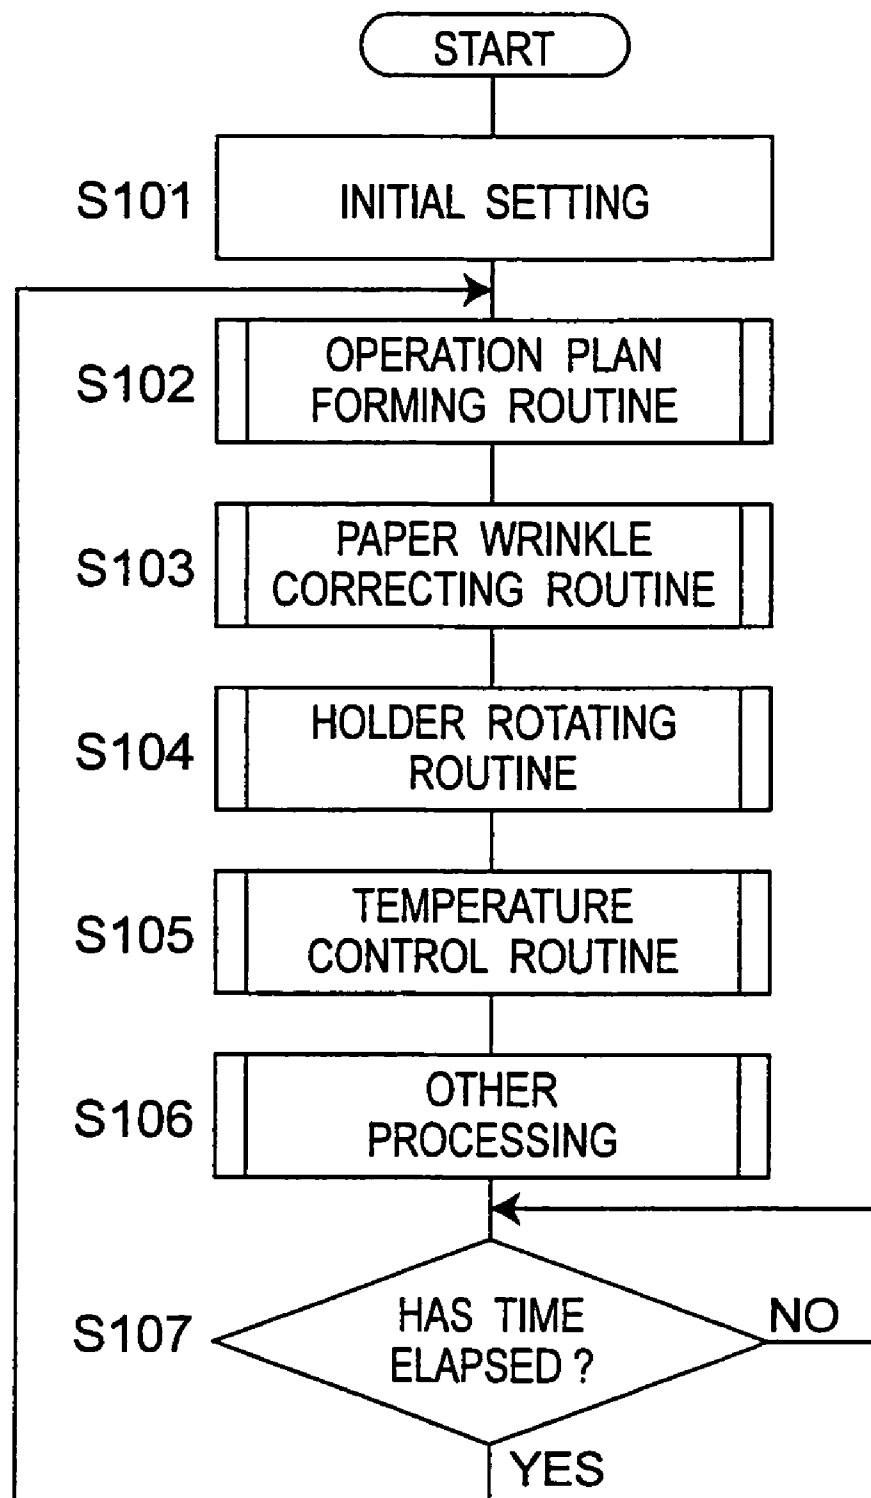 START
S101
INITIAL SETTING
S102
OPERATION PLAN
FORMING ROUTINE
S103
PAPER WRINKLE
CORRECTING ROUTINE
S104
HOLDER ROTATING
ROUTINE
S105
TEMPERATURE
CONTROL ROUTINE
S106
OTHER
PROCESSING
S107
HAS TIME
ELAPSED ?
NO
YES